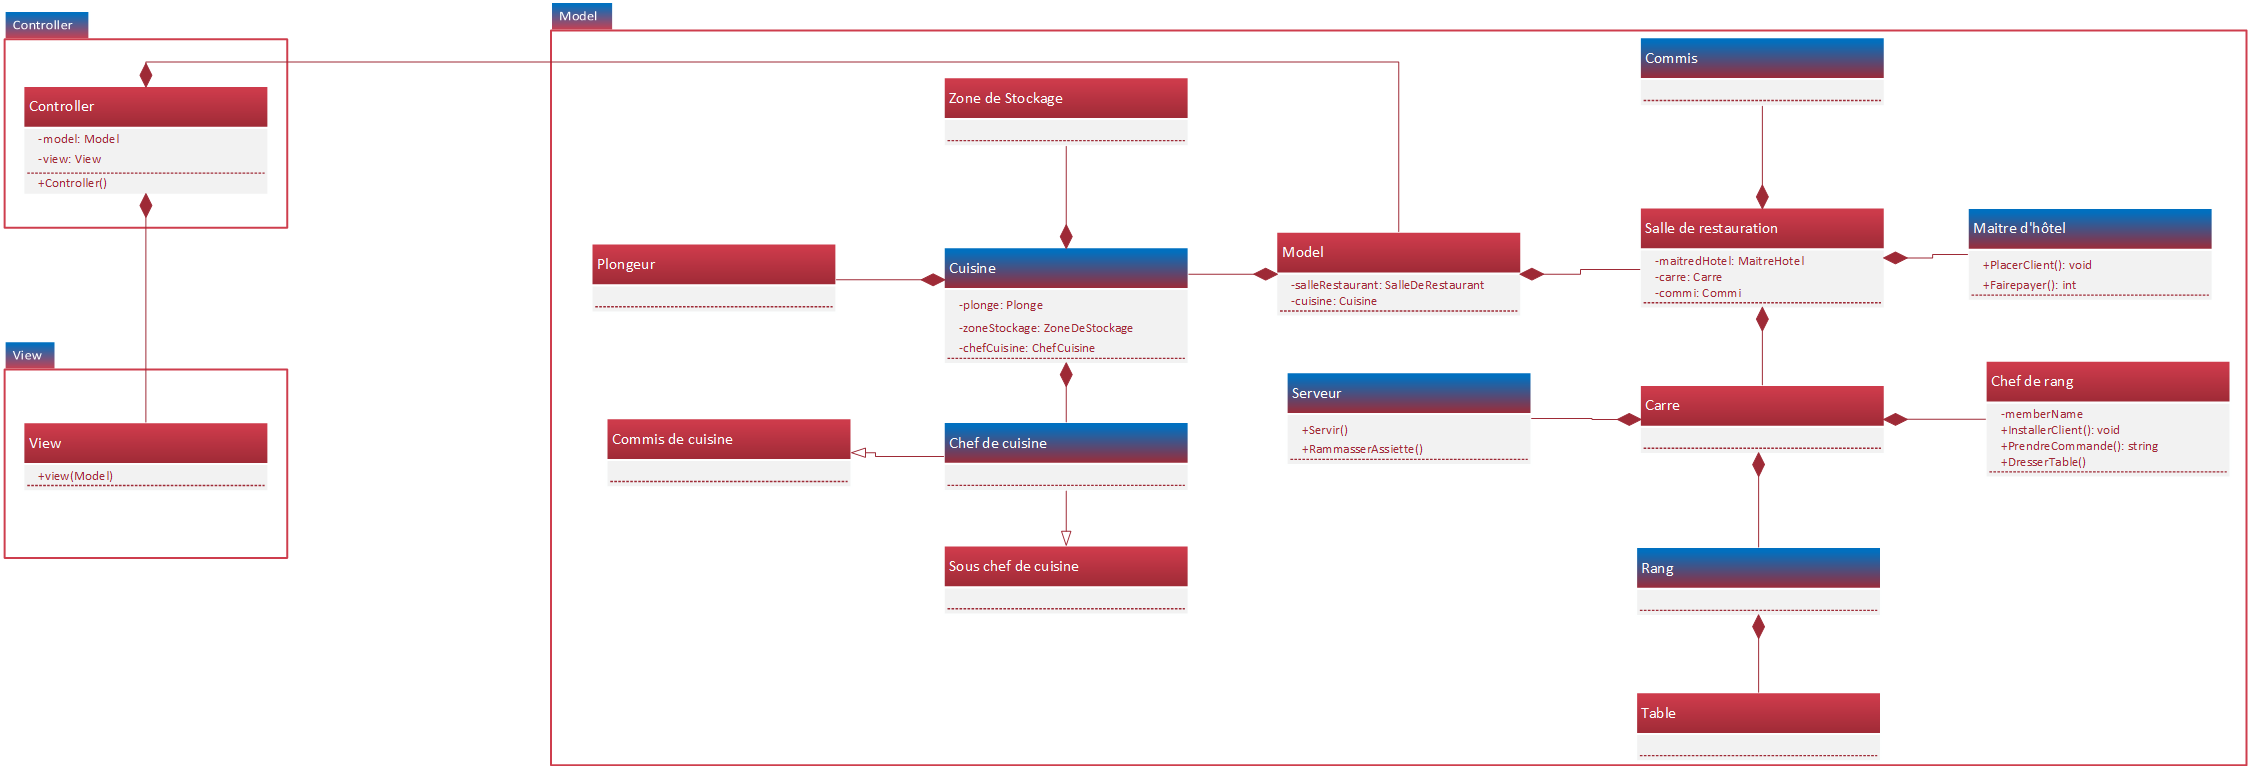 Controller
Controller
-model: Model
-view: View
+Controller()
View
View
+view(Model)
Model
Zone de Stockage
Plongeur
Cuisine
-plonge: Plonge
-zoneStockage: ZoneDeStockage
-chefCuisine: ChefCuisine
Commis de cuisine
Chef de cuisine
Sous chef de cuisine
Model
-salleRestaurant: SalleDeRestaurant
-cuisine: Cuisine
Commis
Salle de restauration
-maitredHotel: MaitreHotel
-carre: Carre
-commi: Commi
Maitre d'hôtel
+PlacerClient(): void
+Fairepayer(): int
Serveur
+Servir()
+RammasserAssiette()
Carre
Chef de rang
-memberName
+InstallerClient(): void
+PrendreCommande(): string
+DresserTable()
Rang
Table